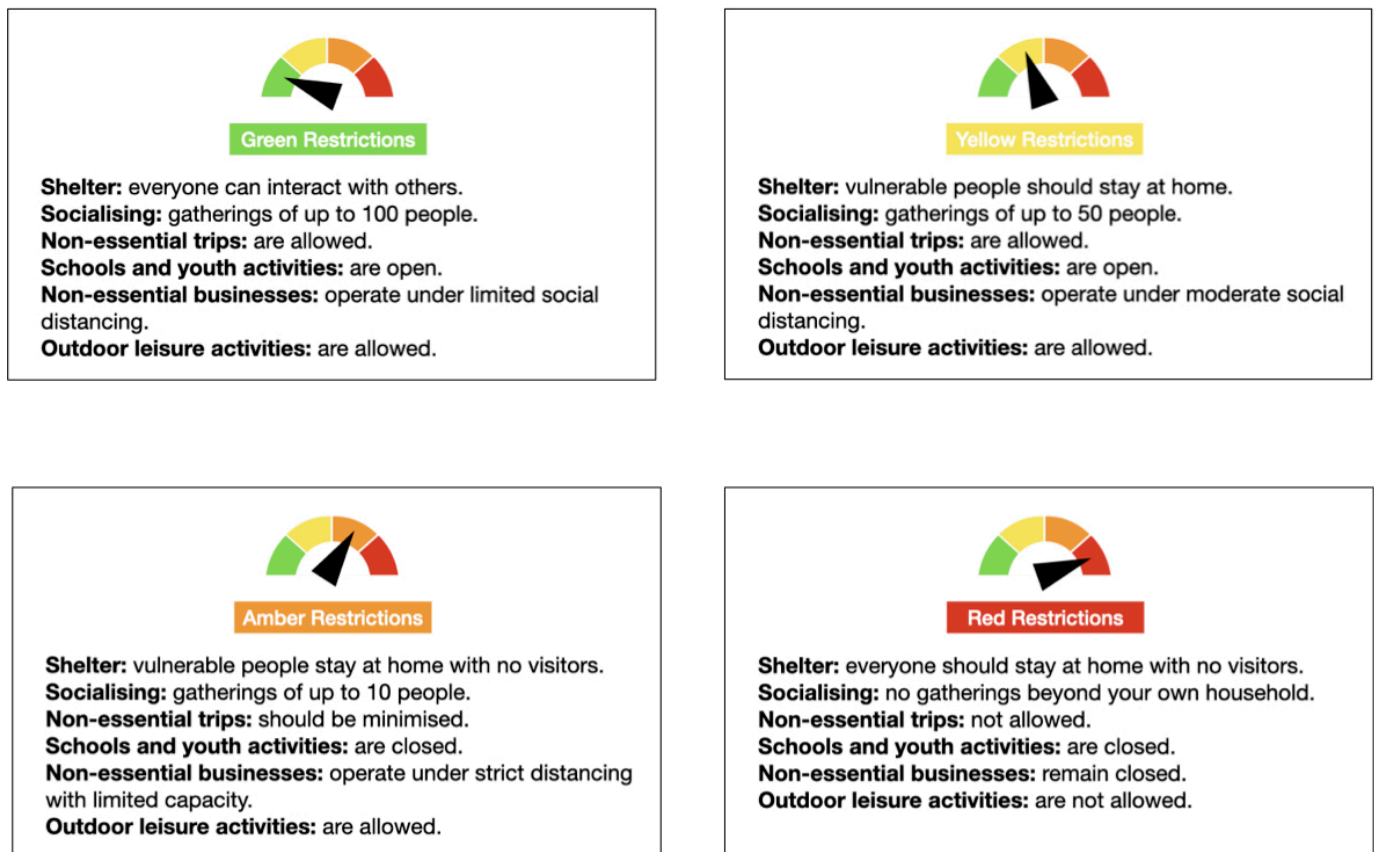 Green Restrictions
Shelter: everyone can interact with others.
Socialising: gatherings of up to 100 people.
Non-essential trips: are allowed.
Schools and youth activities: are open.
Non-essential businesses: operate under limited social
distancing.
Outdoor leisure activities: are allowed.
Yellow Restrictions
Shelter: vulnerable people should stay at home.
Socialising: gatherings of up to 50 people.
Non-essential trips: are allowed.
Schools and youth activities: are open.
Non-essential businesses: operate under moderate social
distancing.
Outdoor leisure activities: are allowed.
Amber Restrictions
Shelter: vulnerable people stay at home with no visitors.
Socialising: gatherings of up to 10 people.
Non-essential trips: should be minimised.
Schools and youth activities: are closed.
Non-essential businesses: operate under strict distancing
with limited capacity.
Outdoor leisure activities: are allowed.
Red Restrictions
Shelter: everyone should stay at home with no visitors.
Socialising: no gatherings beyond your own household.
Non-essential trips: not allowed.
Schools and youth activities: are closed.
Non-essential businesses: remain closed.
Outdoor leisure activities: are not allowed.